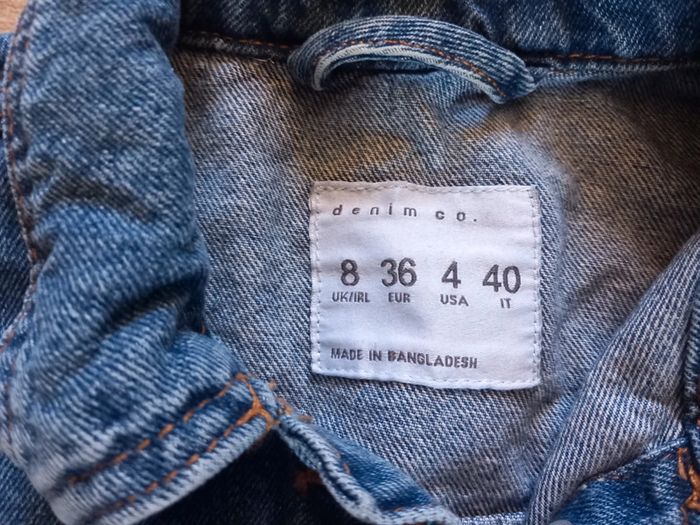 denim co.
8 36 4 40
UK/IRL EUR USA IT
MADE IN BANGLADESH